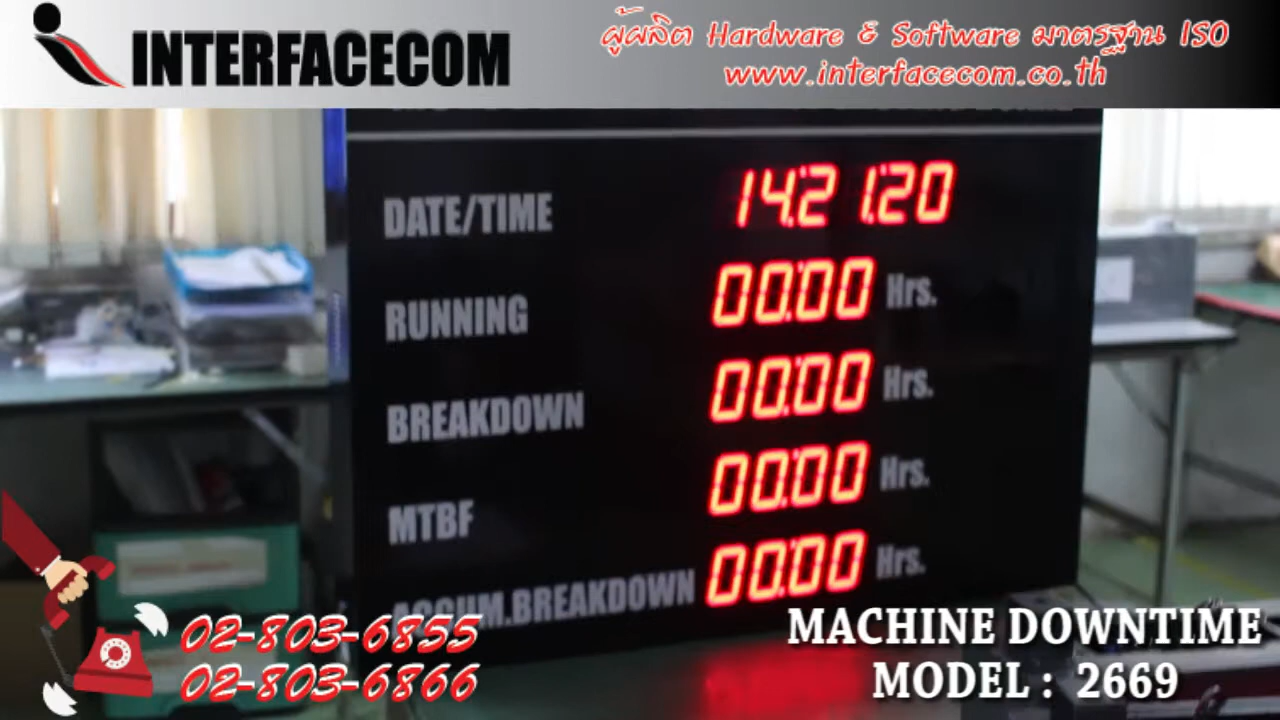 INTERFACECOM
ผู้ผลิต Hardware & Software มาตรฐาน ISO
www.interfacecom.co.th
DATE/TIME 14:21:20
RUNNING 00:00 Hrs.
BREAKDOWN 00:00 Hrs.
MTBF 00:00 Hrs.
ACCUM.BREAKDOWN 00:00 Hrs.
02-803-6855
02-803-6866
MACHINE DOWNTIME
MODEL : 2669